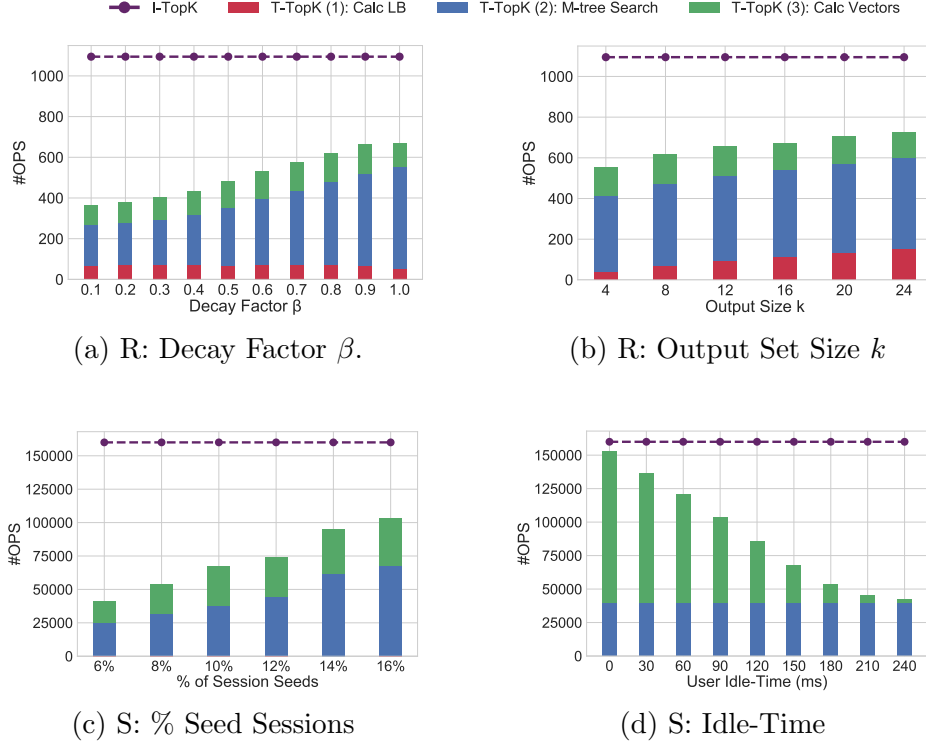 I-TopK T-TopK (1): Calc LB T-TopK (2): M-tree Search T-TopK (3): Calc Vectors
1000
800
600
400
200
0
#OPS
0.1 0.2 0.3 0.4 0.5 0.6 0.7 0.8 0.9 1.0
Decay Factor β
(a) R: Decay Factor β.
1000
800
600
400
200
0
#OPS
4 8 12 16 20 24
Output Size k
(b) R: Output Set Size k
150000
125000
100000
75000
50000
25000
0
#OPS
6% 8% 10% 12% 14% 16%
% of Session Seeds
(c) S: % Seed Sessions
150000
125000
100000
75000
50000
25000
0
#OPS
0 30 60 90 120 150 180 210 240
User Idle-Time (ms)
(d) S: Idle-Time